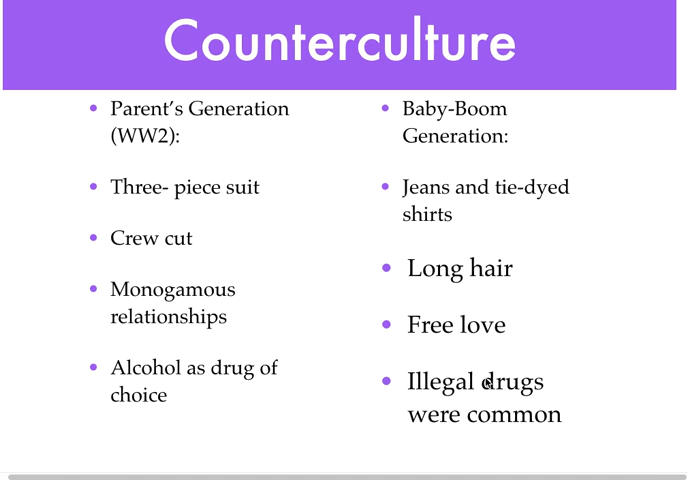 Counterculture
• Parent's Generation
(WW2):
• Three- piece suit
• Crew cut
• Monogamous
relationships
• Alcohol as drug of
choice
• Baby-Boom
Generation:
• Jeans and tie-dyed
shirts
• Long hair
• Free love
• Illegal drugs
were common